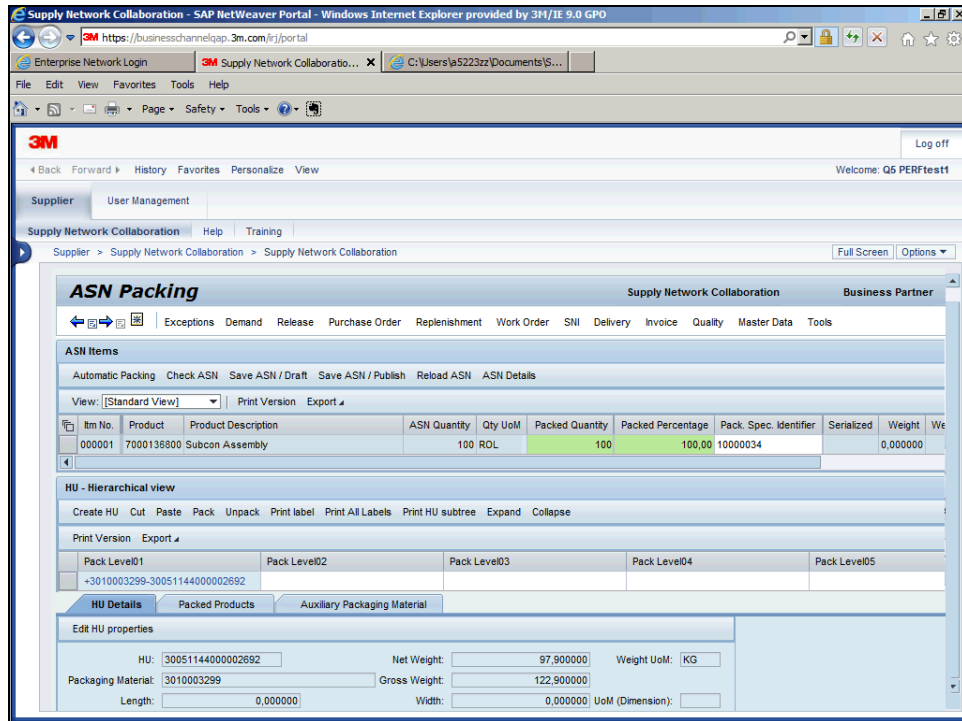 Supply Network Collaboration - SAP NetWeaver Portal - Windows Internet Explorer provided by 3M/IE 9.0 GPO
3M https://businesschannelqap.3m.com/irj/portal
Enterprise Network Login 3M Supply Network Collaboratio... X C:\Users\a5223zz\Documents\S...
File Edit View Favorites Tools Help
Page Safety Tools
3M Log off
Back Forward History Favorites Personalize View Welcome: Q5 PERFtest1
Supplier User Management
Supply Network Collaboration Help Training
Supplier > Supply Network Collaboration > Supply Network Collaboration Full Screen Options
ASN Packing Supply Network Collaboration Business Partner
Exceptions Demand Release Purchase Order Replenishment Work Order SNI Delivery Invoice Quality Master Data Tools
ASN Items
Automatic Packing Check ASN Save ASN / Draft Save ASN / Publish Reload ASN ASN Details
View: [Standard View] Print Version Export
Itm No. Product Product Description ASN Quantity Qty UoM Packed Quantity Packed Percentage Pack. Spec. Identifier Serialized Weight We
000001 7000136800 Subcon Assembly 100 ROL 100 100,00 10000034 0,000000
HU - Hierarchical view
Create HU Cut Paste Pack Unpack Print label Print All Labels Print HU subtree Expand Collapse
Print Version Export
Pack Level01 Pack Level02 Pack Level03 Pack Level04 Pack Level05
+3010003299-30051144000002692
HU Details Packed Products Auxiliary Packaging Material
Edit HU properties
HU: 30051144000002692 Net Weight: 97,900000 Weight UoM: KG
Packaging Material: 3010003299 Gross Weight: 122,900000
Length: 0,000000 Width: 0,000000 UoM (Dimension):